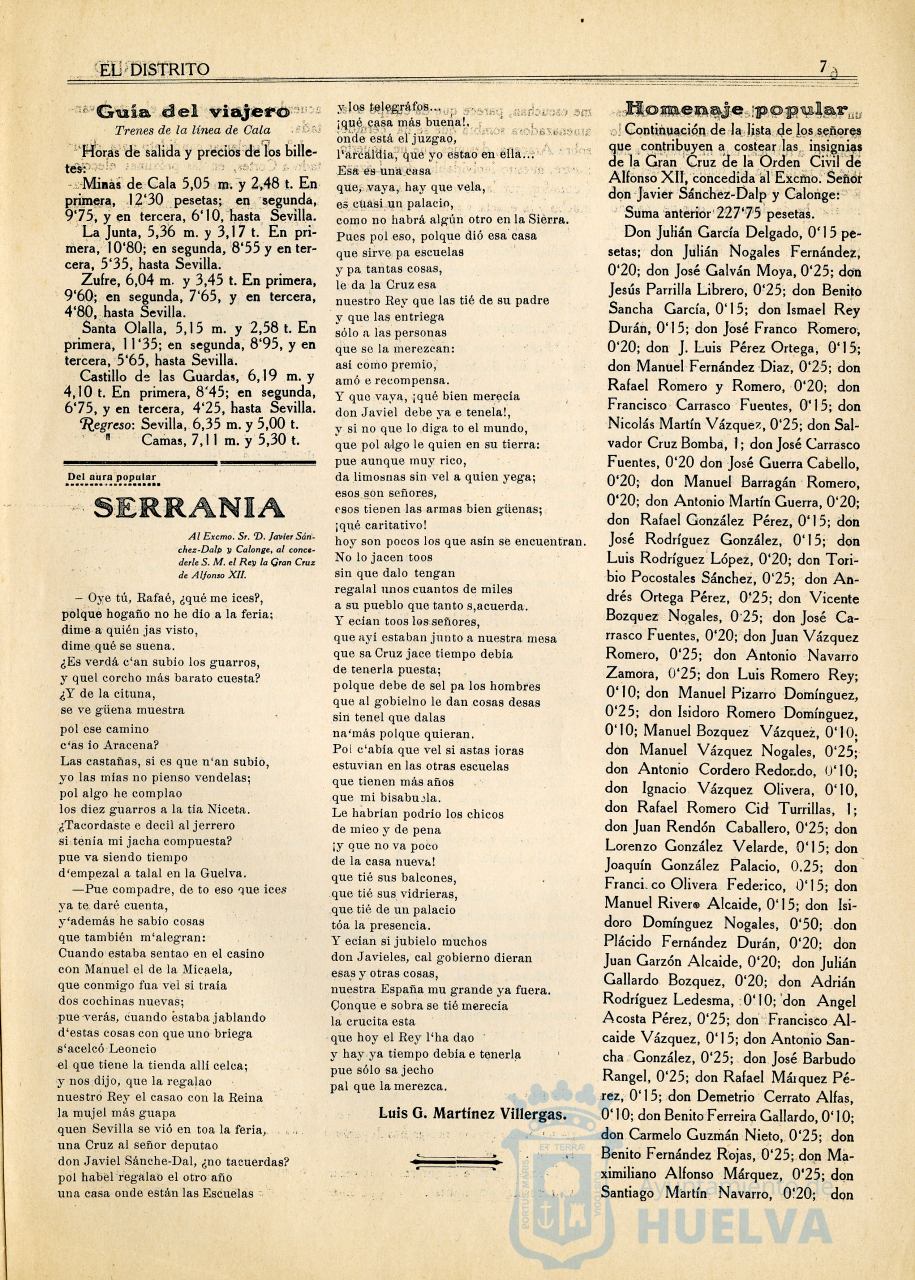 EL DISTRITO
7
Guía del viajero
Trenes de la línea de Cala
Horas de salida y precios de los bille-
tes:
Minas de Cala 5,05 m. y 2,48 t. En
primera, 12'30 pesetas; en segunda,
9'75, y en tercera, 6'10, hasta Sevilla.
La Junta, 5,36 m. y 3,17 t. En pri-
mera, 10'80; en segunda, 8'55 y en ter-
cera, 5'35, hasta Sevilla.
Zufre, 6,04 m. y 3,45 t. En primera,
9'60; en segunda, 7'65, y en tercera,
4'80, hasta Sevilla.
Santa Olalla, 5,15 m. y 2,58 t. En
primera, 11'35; en segunda, 8'95, y en
tercera, 5'65, hasta Sevilla.
Castillo de las Guardas, 6,19 m. y
4,10 t. En primera, 8'45; en segunda,
6'75, y en tercera, 4'25, hasta Sevilla.
Regreso: Sevilla, 6,35 m. y 5,00 t.
" Camas, 7,11 m. y 5,30 t.
Del aura popular
SERRANIA
Al Excmo. Sr. D. Javier Sán-
chez-Dalp y Calonge, al conce-
derle S. M. el Rey la Gran Cruz
de Alfonso XII.
– Oye tú, Rafaé, ¿qué me ices?,
polque hogaño no he dio a la feria;
dime a quién jas visto,
dime qué se suena.
¿Es verdá c'an subio los guarros,
y quel corcho más barato cuesta?
¿Y de la cituna,
se ve güena muestra
pol ese camino
c'as io Aracena?
Las castañas, si es que n'an subio,
yo las mías no pienso vendelas;
pol algo he complao
los diez guarros a la tía Niceta.
¿Tacordaste e decil al jerrero
si tenía mi jacha compuesta?
pue va siendo tiempo
d'empezal a talal en la Guelva.
—Pue compadre, de to eso que ices
ya te daré cuenta,
y'además he sabío cosas
que también m'alegran:
Cuando estaba sentao en el casino
con Manuel el de la Micaela,
que conmigo fua vel si traía
dos cochinas nuevas;
pue verás, cuando estaba jablando
d'estas cosas con que uno briega
s'acelcó Leoncio
el que tiene la tienda allí celca;
y nos dijo, que la regalao
nuestro Rey el casao con la Reina
la mujel más guapa
quen Sevilla se vió en toa la feria,
una Cruz al señor deputao
don Javiel Sánche-Dal, ¿no tacuerdas?
pol habel regalao el otro año
una casa onde están las Escuelas
y los telegráfos...
¡qué casa más buena!,
onde está el juzgao,
l'arcaldía, que yo estao en ella...
Esa es una casa
que, vaya, hay que vela,
es cuasi un palacio,
como no habrá algún otro en la Sierra.
Pues pol eso, polque dió esa casa
que sirve pa escuelas
y pa tantas cosas,
le da la Cruz esa
nuestro Rey que las tié de su padre
y que las entriega
sólo a las personas
que se la merezcan:
así como premio,
amó e recompensa.
Y que vaya, ¡qué bien merecía
don Javiel debe ya e tenela!,
y si no que lo diga to el mundo,
que pol algo le quien en su tierra:
pue aunque muy rico,
da limosnas sin vel a quien yega;
esos son señores,
esos tienen las armas bien güenas;
¡qué caritativo!
hoy son pocos los que asín se encuentran.
No lo jacen toos
sin que dalo tengan
regalal unos cuantos de miles
a su pueblo que tanto s,acuerda.
Y ecían toos los señores,
que ayí estaban junto a nuestra mesa
que sa Cruz jace tiempo debía
de tenerla puesta;
polque debe de sel pa los hombres
que al gobielno le dan cosas desas
sin tenel que dalas
na'más polque quieran.
Poi c'abía que vel si astas ioras
estuvian en las otras escuelas
que tienen más años
que mi bisabuela.
Le habrían podrío los chicos
de mieo y de pena
¡y que no va poco
de la casa nueva!
que tié sus balcones,
que tié sus vidrieras,
que tié de un palacio
tóa la presencia.
Y ecían si jubielo muchos
don Javieles, cal gobierno dieran
esas y otras cosas,
nuestra España mu grande ya fuera.
Conque e sobra se tié merecía
la crucita esta
que hoy el Rey l'ha dao
y hay ya tiempo debía e tenerla
pue sólo sa jecho
pal que la merezca.
Luis G. Martínez Villergas.
Homenaje popular
Continuación de la lista de los señores
que contribuyen a costear las insignias
de la Gran Cruz de la Orden Civil de
Alfonso XII, concedida al Excmo. Señor
don Javier Sánchez-Dalp y Calonge:
Suma anterior 227'75 pesetas.
Don Julián García Delgado, 0'15 pe-
setas; don Julián Nogales Fernández,
0'20; don José Galván Moya, 0'25; don
Jesús Parrilla Librero, 0'25; don Benito
Sancha García, 0'15; don Ismael Rey
Durán, 0'15; don José Franco Romero,
0'20; don J. Luis Pérez Ortega, 0'15;
don Manuel Fernández Diaz, 0'25; don
Rafael Romero y Romero, 0'20; don
Francisco Carrasco Fuentes, 0'15; don
Nicolás Martín Vázquez, 0'25; don Sal-
vador Cruz Bomba, 1; don José Carrasco
Fuentes, 0'20 don José Guerra Cabello,
0'20; don Manuel Barragán Romero,
0'20; don Antonio Martín Guerra, 0'20;
don Rafael González Pérez, 0'15; don
José Rodríguez González, 0'15; don
Luis Rodríguez López, 0'20; don Tori-
bio Pocostales Sánchez, 0'25; don An-
drés Ortega Pérez, 0'25; don Vicente
Bozquez Nogales, 0'25; don José Ca-
rrasco Fuentes, 0'20; don Juan Vázquez
Romero, 0'25; don Antonio Navarro
Zamora, 0'25; don Luis Romero Rey;
0'10; don Manuel Pizarro Domínguez,
0'25; don Isidoro Romero Domínguez,
0'10; Manuel Bozquez Vázquez, 0'10;
don Manuel Vázquez Nogales, 0'25;
don Antonio Cordero Redondo, 0'10;
don Ignacio Vázquez Olivera, 0'10,
don Rafael Romero Cid Turrillas, 1;
don Juan Rendón Caballero, 0'25; don
Lorenzo González Velarde, 0'15; don
Joaquín González Palacio, 0.25; don
Franci.co Olivera Federico, 0'15; don
Manuel Rivero Alcaide, 0'15; don Isi-
doro Domínguez Nogales, 0'50; don
Plácido Fernández Durán, 0'20; don
Juan Garzón Alcaide, 0'20; don Julián
Gallardo Bozquez, 0'20; don Adrián
Rodríguez Ledesma, 0'10; don Angel
Acosta Pérez, 0'25; don Francisco Al-
caide Vázquez, 0'15; don Antonio San-
cha González, 0'25; don José Barbudo
Rangel, 0'25; don Rafael Márquez Pé-
rez, 0'15; don Demetrio Cerrato Alfas,
0'10; don Benito Ferreira Gallardo, 0'10;
don Carmelo Guzmán Nieto, 0'25; don
Benito Fernández Rojas, 0'25; don Ma-
ximiliano Alfonso Márquez, 0'25; don
Santiago Martín Navarro, 0'20; don
Ayuntamiento de
HUELVA